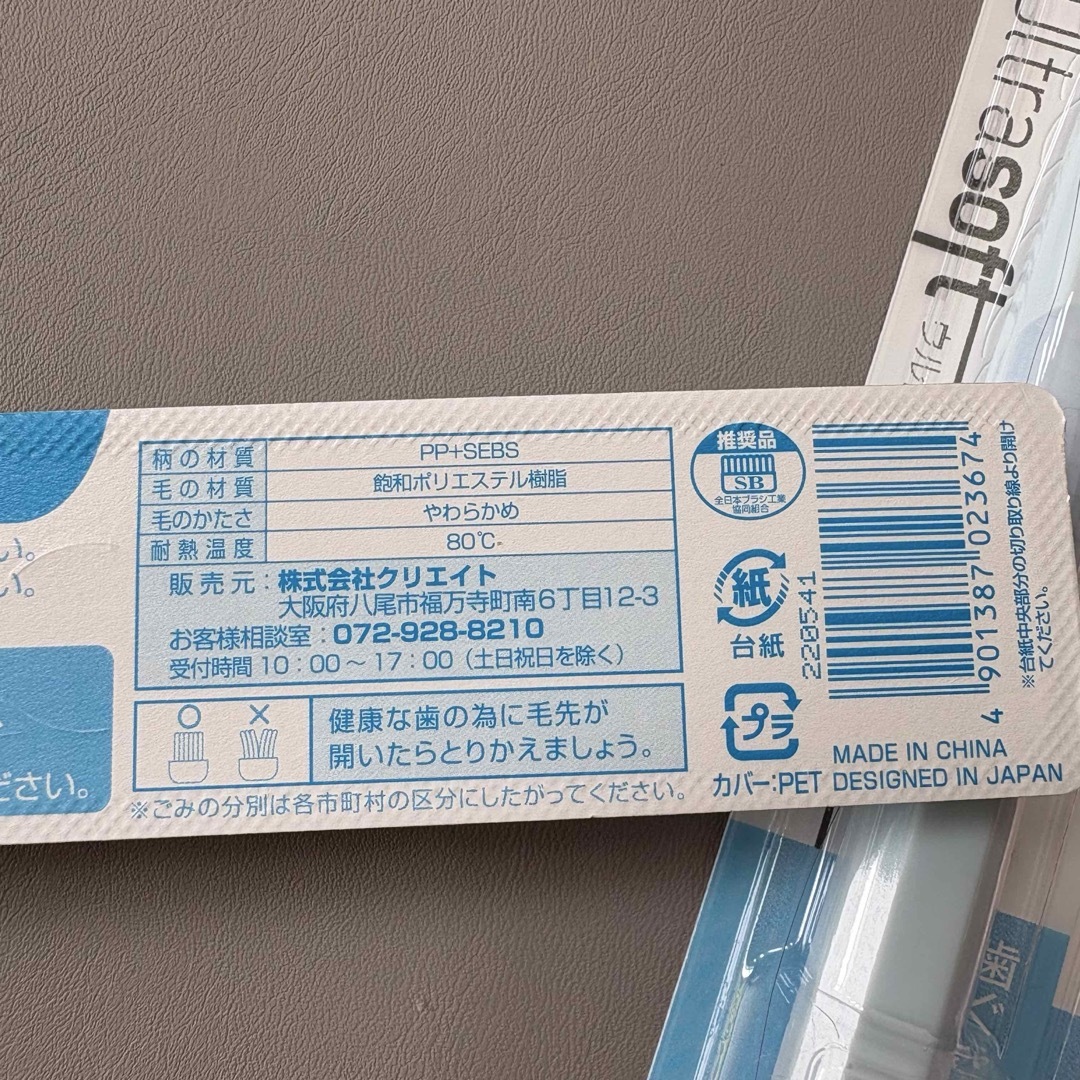 Ultrasoft
柄の材質 PP+SEBS
毛の材質 飽和ポリエステル樹脂
毛のかたさ やわらかめ
耐熱温度 80℃
販売元:株式会社クリエイト
大阪府八尾市福万寺町南6丁目12-3
お客様相談室:072-928-8210
受付時間10:00〜17:00(土日祝日を除く)
○ ×
健康な歯の為に毛先が
開いたらとりかえましょう。
※ごみの分別は各市町村の区分にしたがってください。
い。
い。
ださい。
推奨品
SB
全日本ブラシ工業
協同組合
紙
台紙
プラ
カバー:PET
220541
4 901387 023674
※台紙中央部分の切り取り線より開け
てください。
MADE IN CHINA
DESIGNED IN JAPAN